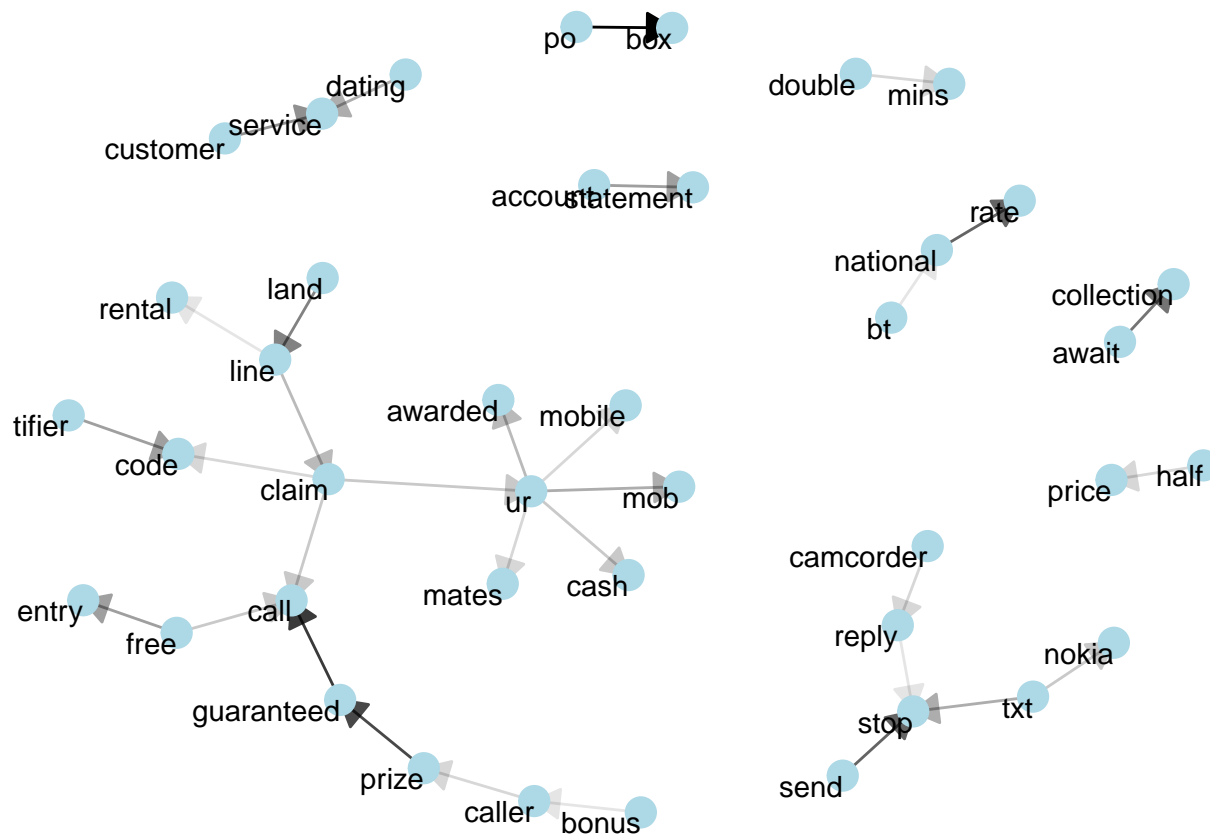 po
box
dating
service
customer
double
mins
account
statement
rate
national
bt
collection
await
rental
land
line
tifier
code
claim
awarded
mobile
ur
mob
mates
cash
price
half
camcorder
reply
nokia
stop
txt
send
entry
free
call
guaranteed
prize
caller
bonus